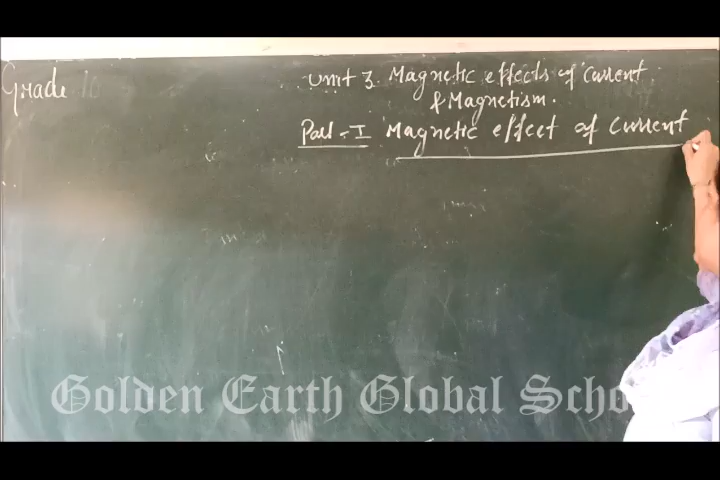 Grade
Unit 3. Magnetic effects of Current
& Magnetism.
Part - I Magnetic effect of Current
Golden Earth Global Scho